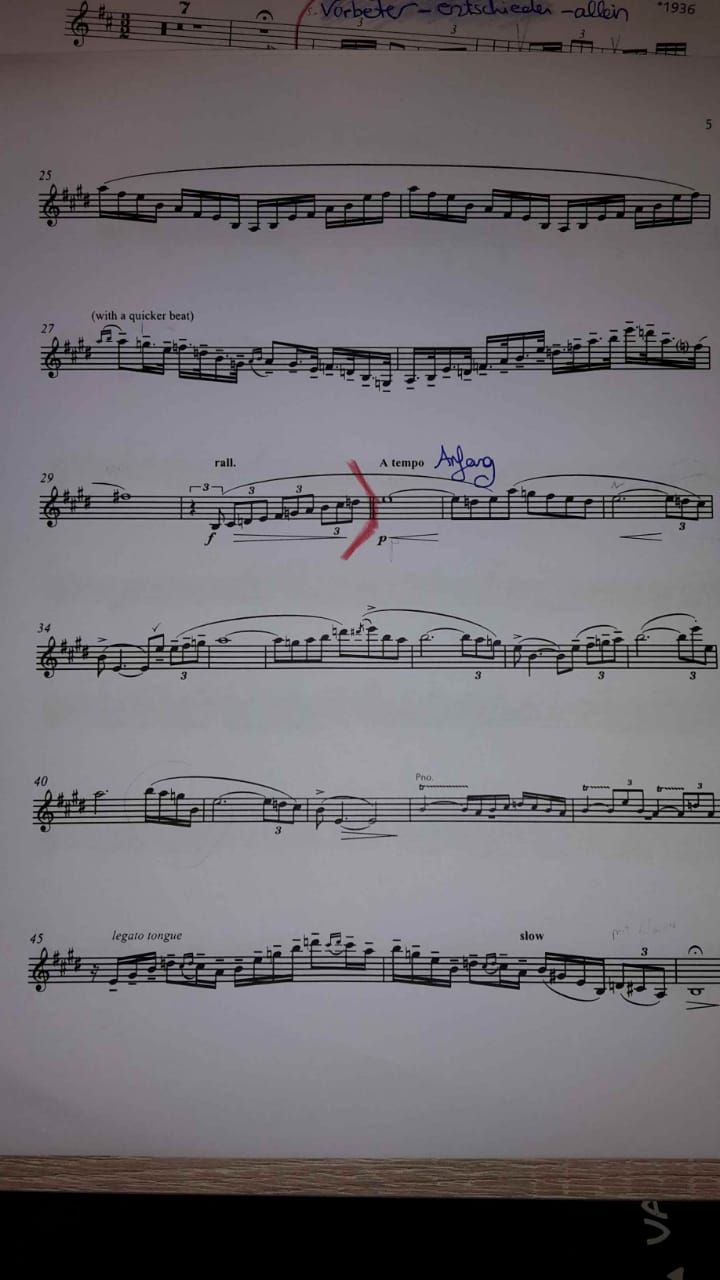 Vorbeter - entschieden - allein *1936
7
3 3
5
25
(with a quicker beat)
27
rall. A tempo Anfang
29 3 3 3
3 3
f p
34
3 3 3 3
40 Pno.
tr tr 3 tr 3
3
45 legato tongue slow
3